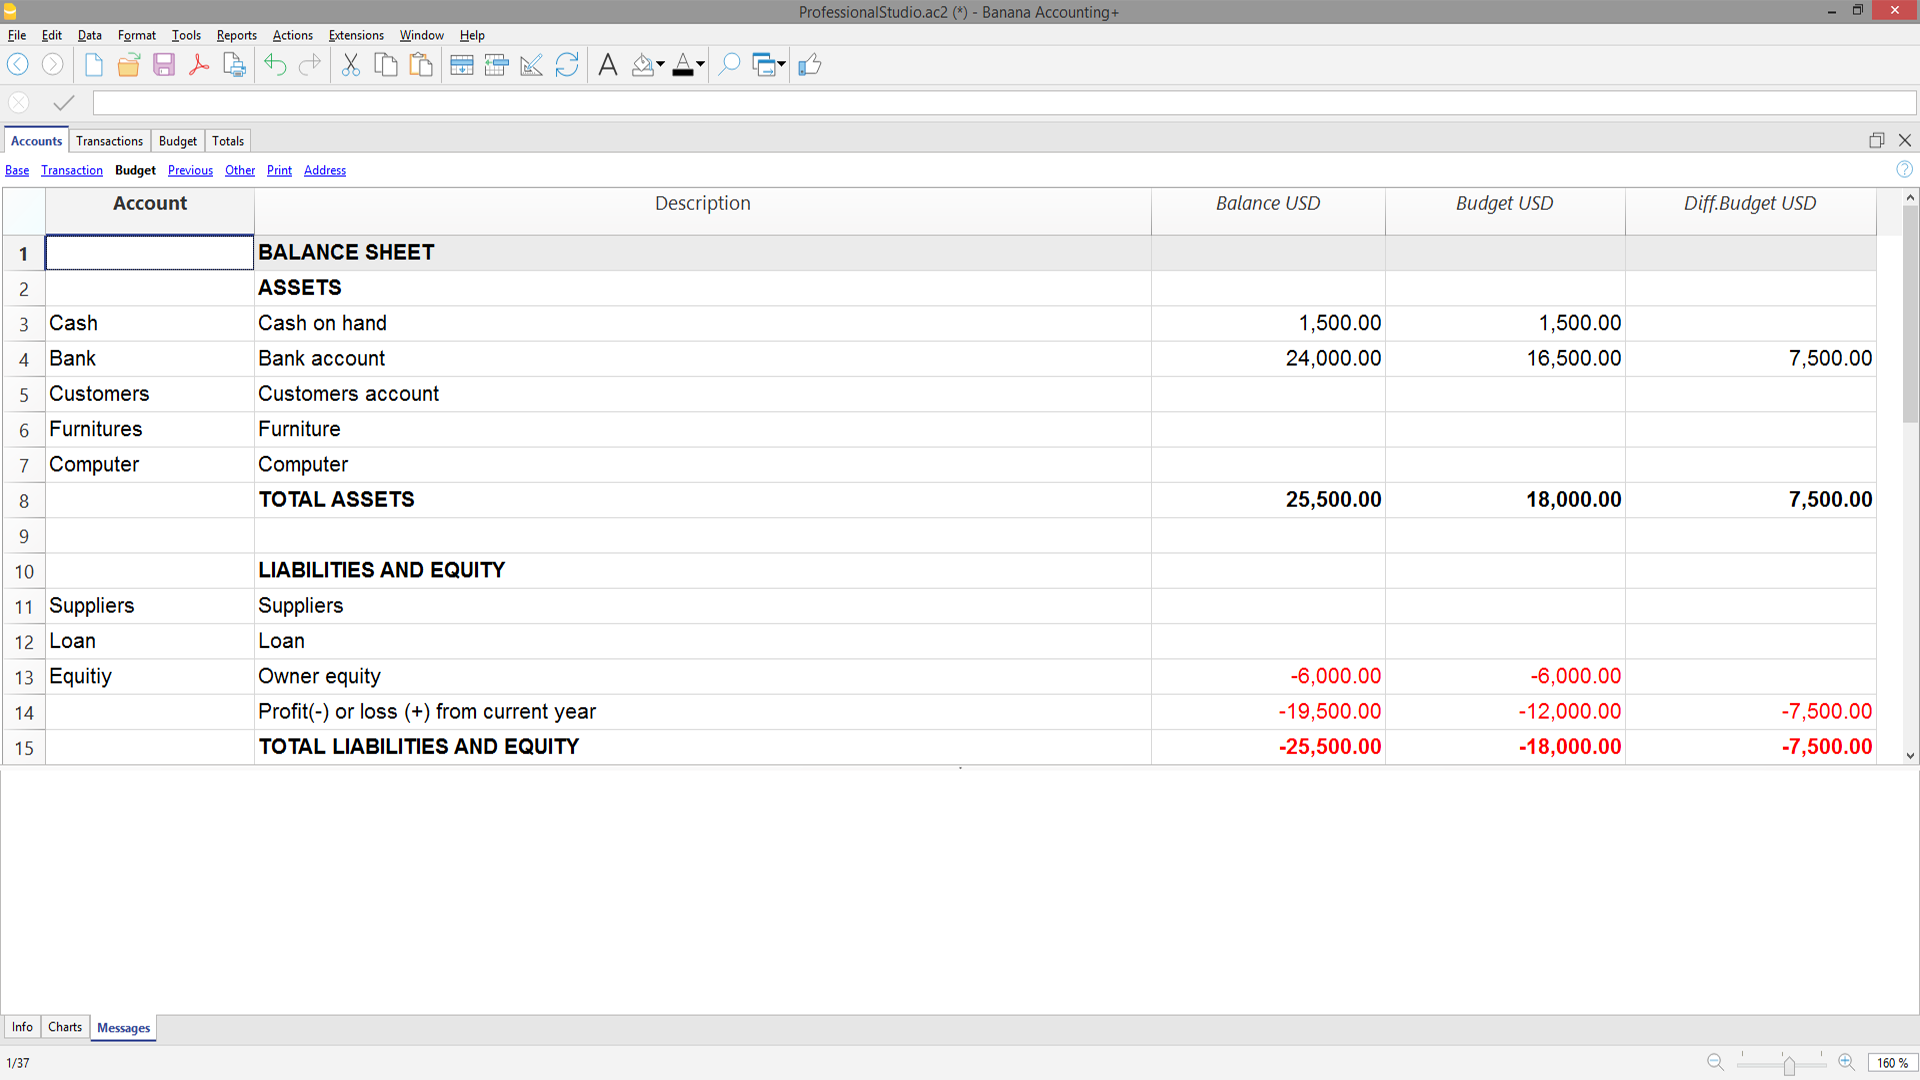 ProfessionalStudio.ac2 (*) - Banana Accounting+
File Edit Data Format Tools Reports Actions Extensions Window Help
Accounts Transactions Budget Totals
Base Transaction Budget Previous Other Print Address
Account Description Balance USD Budget USD Diff.Budget USD
1 BALANCE SHEET
2 ASSETS
3 Cash Cash on hand 1,500.00 1,500.00
4 Bank Bank account 24,000.00 16,500.00 7,500.00
5 Customers Customers account
6 Furnitures Furniture
7 Computer Computer
8 TOTAL ASSETS 25,500.00 18,000.00 7,500.00
9
10 LIABILITIES AND EQUITY
11 Suppliers Suppliers
12 Loan Loan
13 Equitiy Owner equity -6,000.00 -6,000.00
14 Profit(-) or loss (+) from current year -19,500.00 -12,000.00 -7,500.00
15 TOTAL LIABILITIES AND EQUITY -25,500.00 -18,000.00 -7,500.00
Info Charts Messages
1/37 160 %